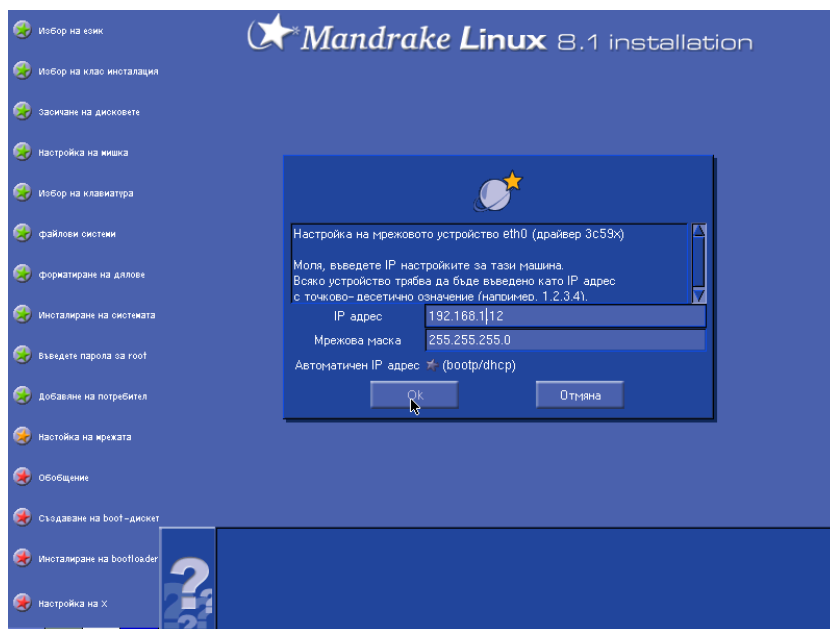 Mandrake Linux 8.1 installation
Избор на език
Избор на клас инсталация
Засичане на дисковете
Настройка на мишка
Избор на клавиатура
файлови системи
форматиране на дялове
Инсталиране на системата
Въведете парола за root
Добавяне на потребител
Настойка на мрежата
Обобщение
Създаване на boot-дискет
Инсталиране на bootloader
Настройка на X
Настройка на мрежовото устройство eth0 (драйвер 3c59x)
Моля, въведете IP настройките за тази машина.
Всяко устройство трябва да бъде въведено като IP адрес
с точково-десетично означение (например, 1.2.3.4).
IP адрес 192.168.1.12
Мрежова маска 255.255.255.0
Автоматичен IP адрес (bootp/dhcp)
Ok Отмяна